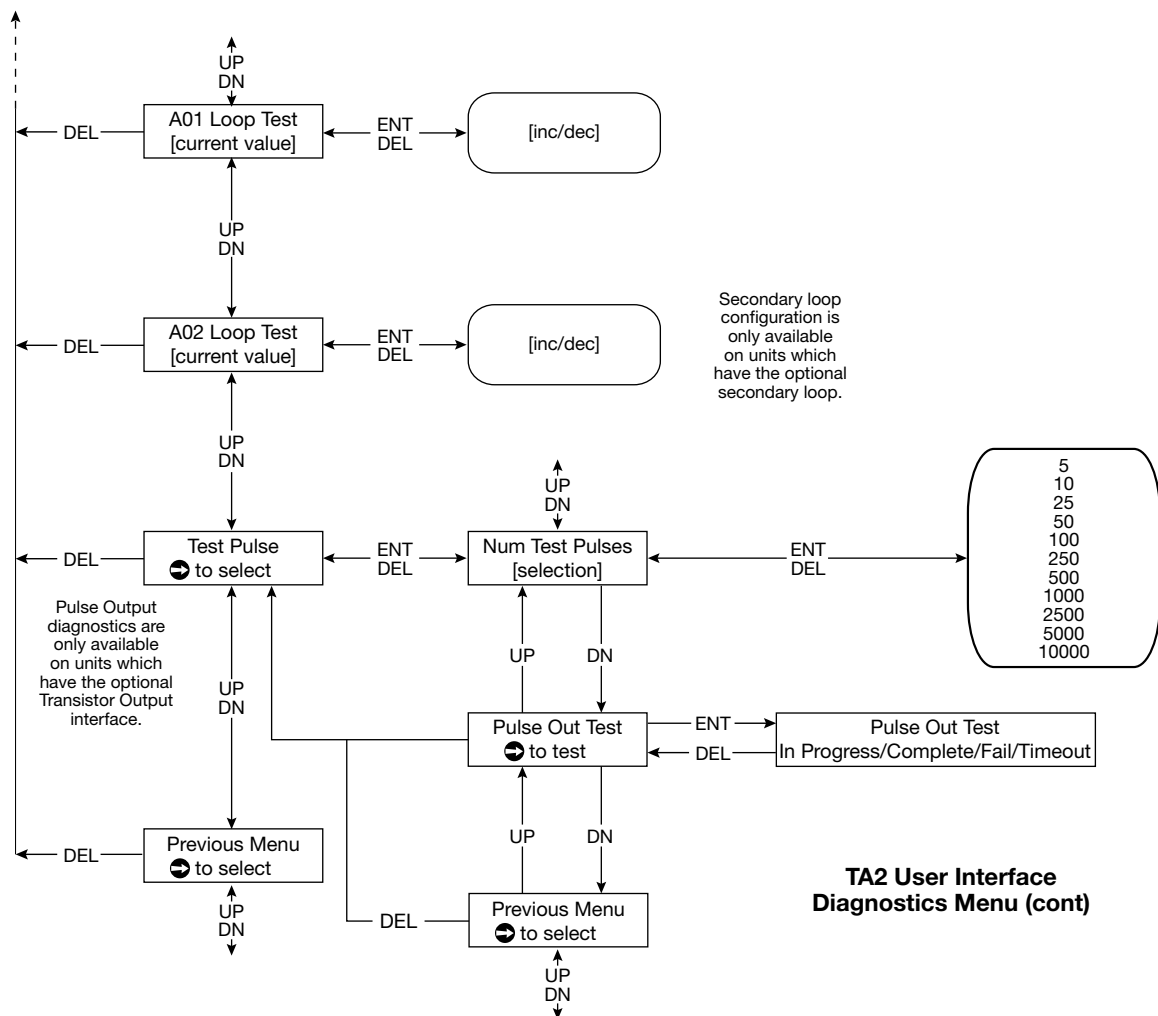 UP
DN
DEL
A01 Loop Test
[current value]
ENT
DEL
[inc/dec]
UP
DN
DEL
A02 Loop Test
[current value]
ENT
DEL
[inc/dec]
Secondary loop
configuration is
only available
on units which
have the optional
secondary loop.
UP
DN
UP
DN
DEL
Test Pulse
to select
ENT
DEL
Num Test Pulses
[selection]
ENT
DEL
5
10
25
50
100
250
500
1000
2500
5000
10000
Pulse Output
diagnostics are
only available
on units which
have the optional
Transistor Output
interface.
UP
DN
UP
DN
Pulse Out Test
to test
ENT
DEL
Pulse Out Test
In Progress/Complete/Fail/Timeout
UP
DN
DEL
Previous Menu
to select
DEL
Previous Menu
to select
UP
DN
UP
DN
TA2 User Interface
Diagnostics Menu (cont)